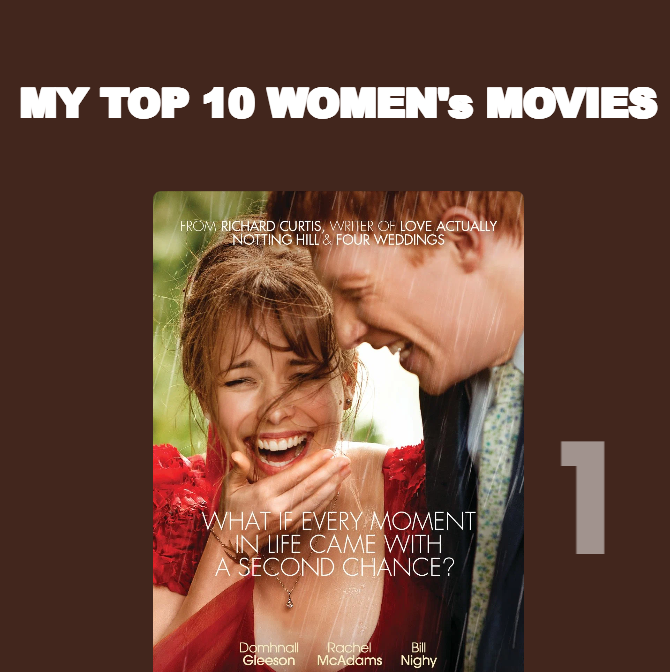 MY TOP 10 WOMEN's MOVIES
FROM RICHARD CURTIS, WRITER OF LOVE ACTUALLY
NOTTING HILL & FOUR WEDDINGS
1
WHAT IF EVERY MOMENT
IN LIFE CAME WITH
A SECOND CHANCE?
Domhnall Rachel Bill
Gleeson McAdams Nighy